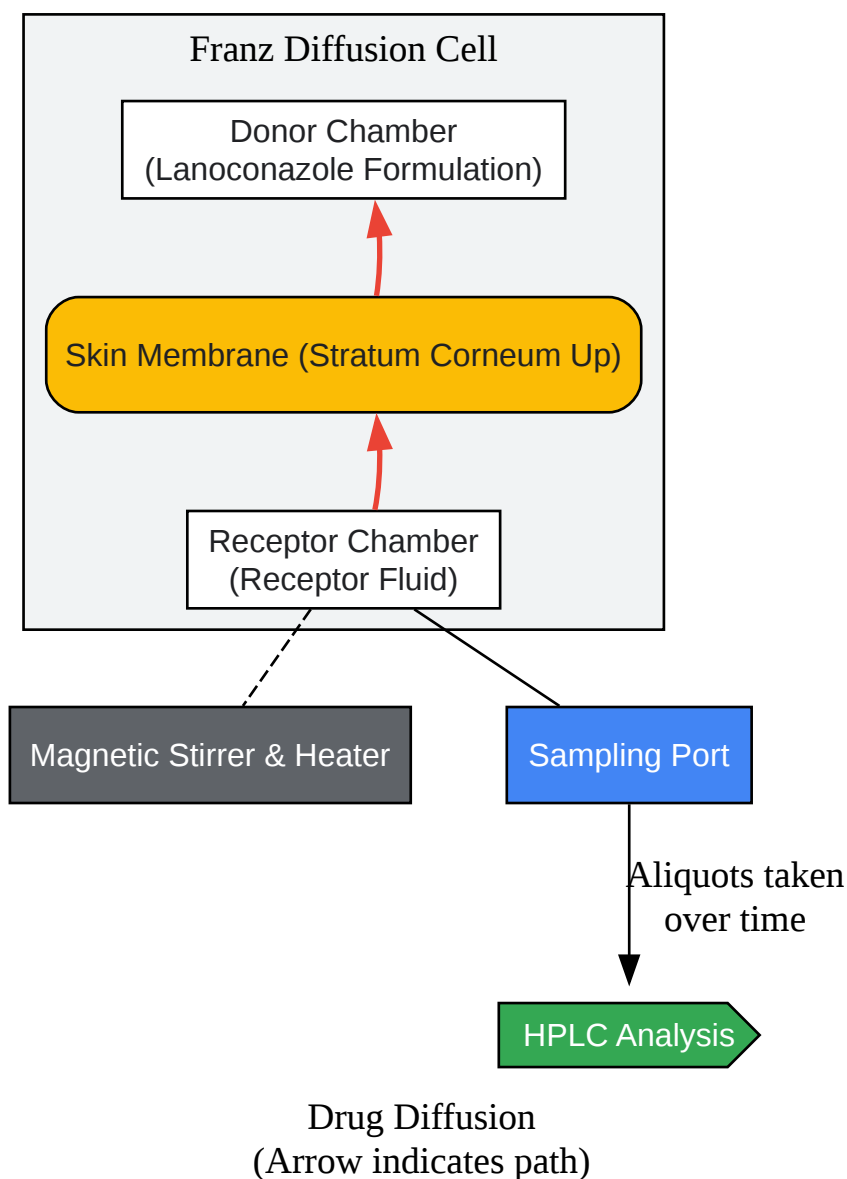 Franz Diffusion Cell
Donor Chamber
(Lanoconazole Formulation)
Skin Membrane (Stratum Corneum Up)
Receptor Chamber
(Receptor Fluid)
Magnetic Stirrer & Heater
Sampling Port
Aliquots taken
over time
HPLC Analysis
Drug Diffusion
(Arrow indicates path)